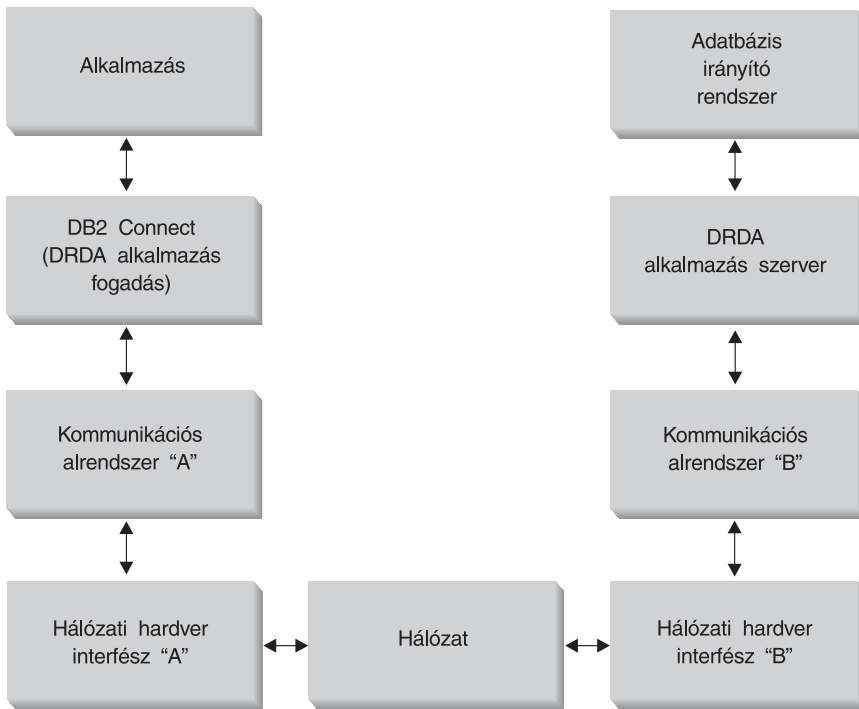 Alkalmazás
Adatbázis
irányító
rendszer
DB2 Connect
(DRDA alkalmazás
fogadás)
DRDA
alkalmazás szerver
Kommunikációs
alrendszer “A”
Kommunikációs
alrendszer “B”
Hálózati hardver
interfész “A”
Hálózat
Hálózati hardver
interfész “B”